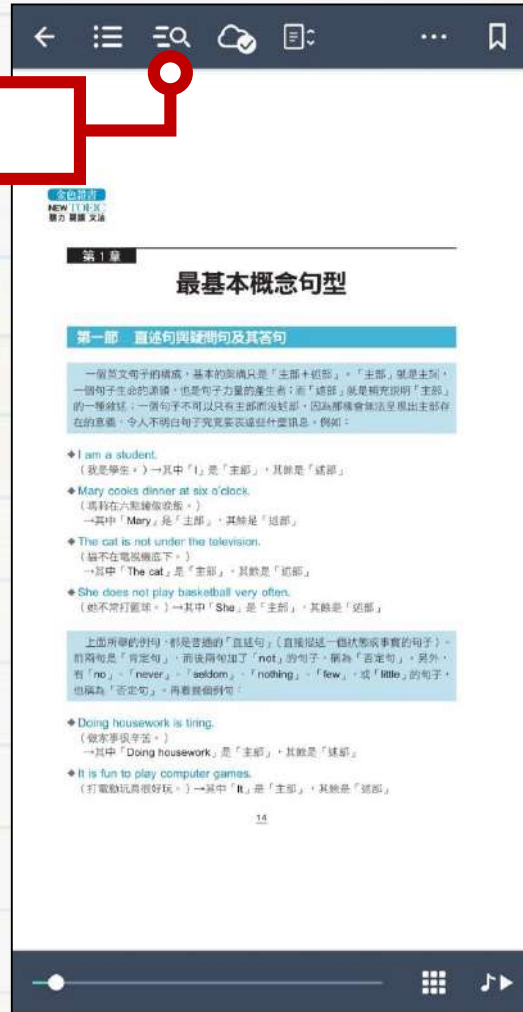 金色叢書
NEW TOEIC
聽力 閱讀 文法
第1章
最基本概念句型
第一節 直述句與疑問句及其答句
一個英文句子的構成,基本的架構只是「主部+述部」。「主部」就是主詞,
一個句子生命的源頭,也是句子力量的產生者;而「述部」就是補充說明「主部」
的一種敘述;一個句子不可以只有主部而沒述部,因為那樣會無法呈現出主部存
在的意義,令人不明白句子究竟要表達些什麼訊息。例如:
◆I am a student.
(我是學生。)→其中「I」是「主部」,其餘是「述部」
◆Mary cooks dinner at six o'clock.
(瑪莉在六點鐘做晚飯。)
→其中「Mary」是「主部」,其餘是「述部」
◆The cat is not under the television.
(貓不在電視機底下。)
→其中「The cat」是「主部」,其餘是「述部」
◆She does not play basketball very often.
(她不常打籃球。)→其中「She」是「主部」,其餘是「述部」
上面所舉的例句,都是普通的「直述句」(直接描述一個狀態或事實的句子)。
前兩句是「肯定句」,而後兩句加了「not」的句子,稱為「否定句」。另外,
有「no」、「never」、「seldom」、「nothing」、「few」,或「little」的句子,
也稱為「否定句」。再看幾個例句:
◆Doing housework is tiring.
(做家事很辛苦。)
→其中「Doing housework」是「主部」,其餘是「述部」
◆It is fun to play computer games.
(打電動玩具很好玩。)→其中「It」是「主部」,其餘是「述部」
14